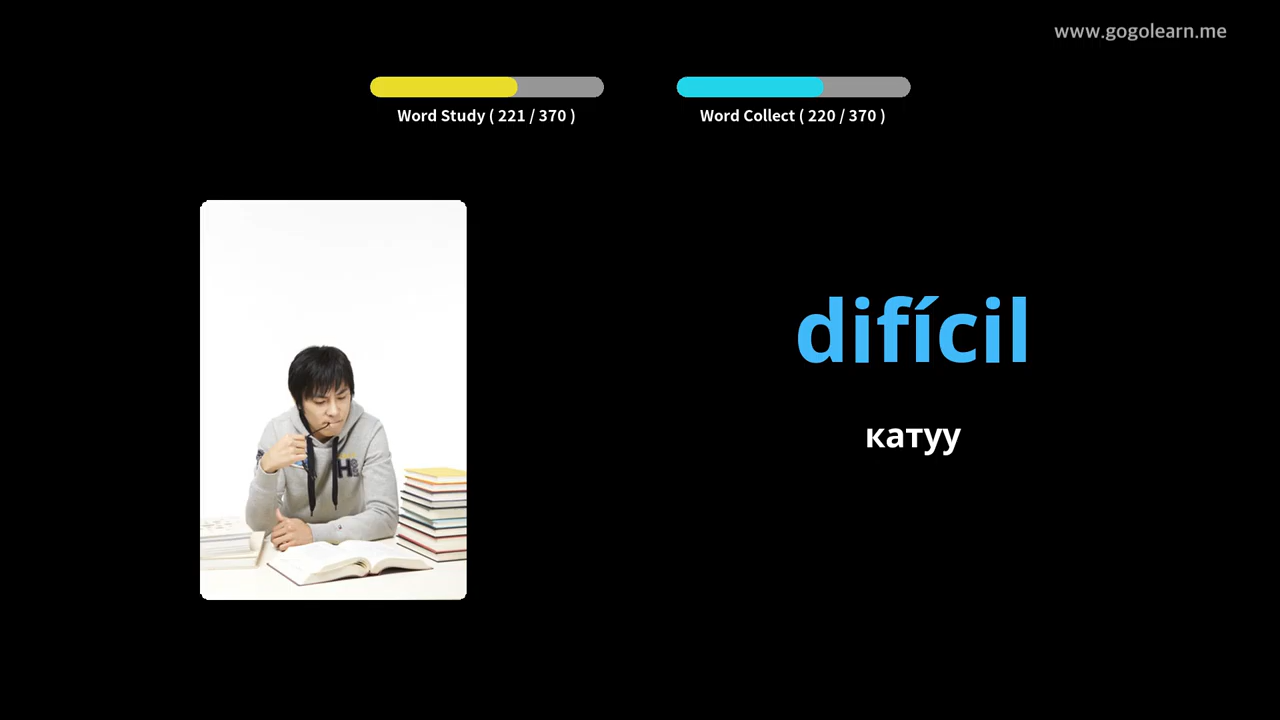 www.gogolearn.me
Word Study ( 221 / 370 )
Word Collect ( 220 / 370 )
difícil
катуу
H